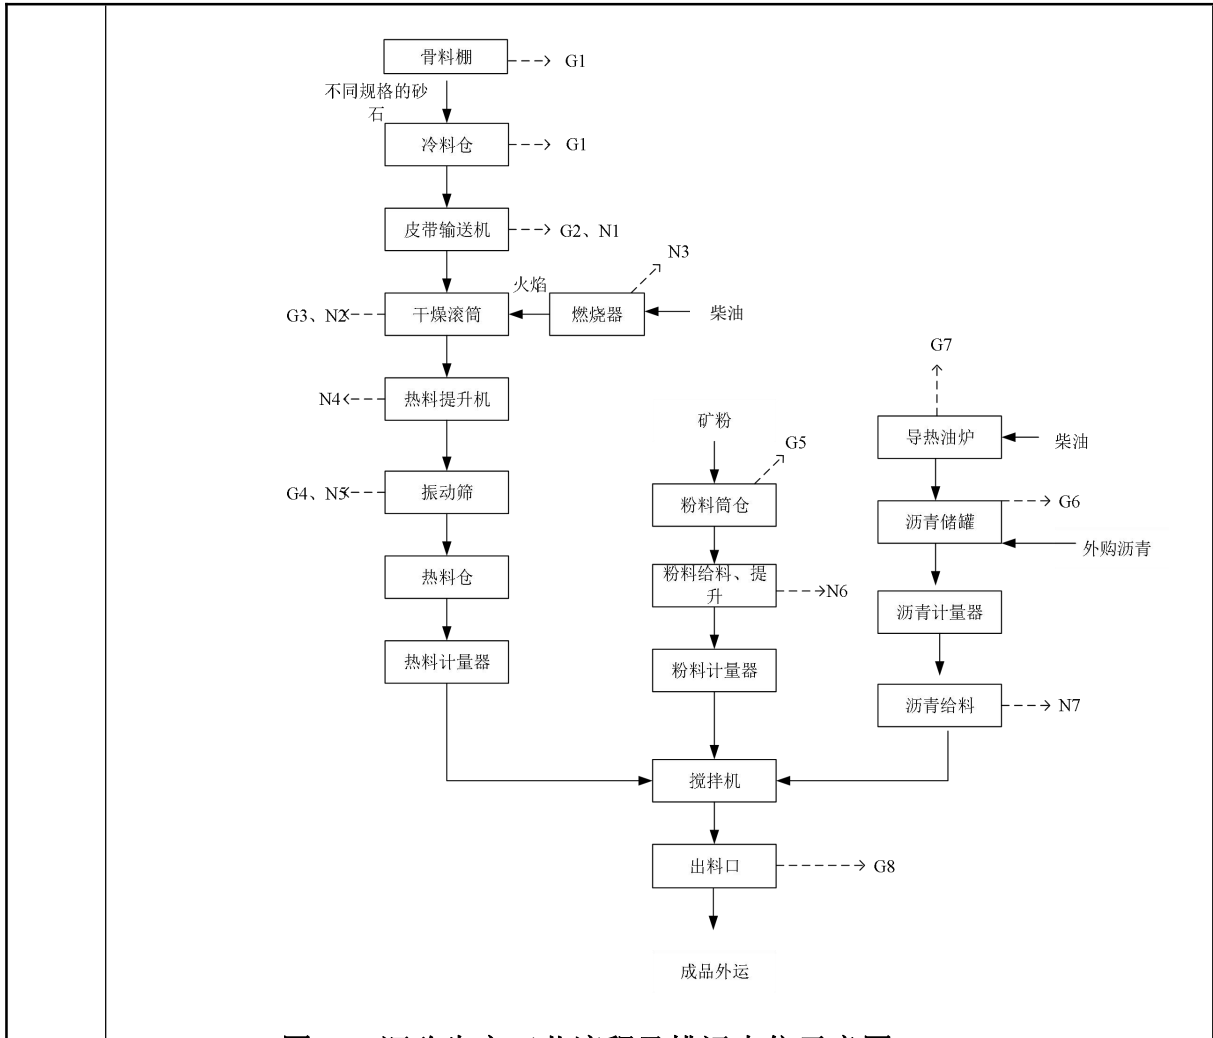 骨料棚
G1
不同规格的砂
石
冷料仓
G1
皮带输送机
G2、N1
N3
火焰
G3、N2
干燥滚筒
燃烧器
柴油
G7
N4
热料提升机
矿粉
导热油炉
柴油
G5
G4、N5
振动筛
粉料筒仓
G6
沥青储罐
外购沥青
热料仓
粉料给料、提
升
N6
沥青计量器
热料计量器
粉料计量器
沥青给料
N7
搅拌机
出料口
G8
成品外运